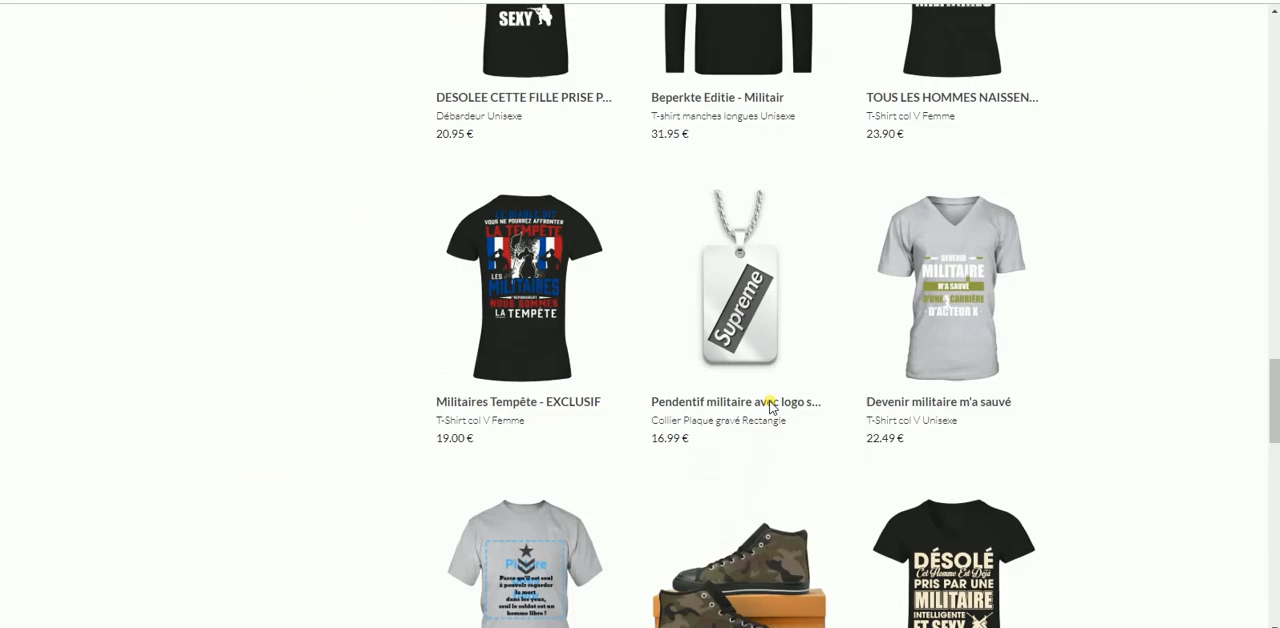 SEXY
DESOLEE CETTE FILLE PRISE P...
Débardeur Unisexe
20.95 €
Beperkte Editie - Militair
T-shirt manches longues Unisexe
31.95 €
TOUS LES HOMMES NAISSEN...
T-Shirt col V Femme
23.90 €
LE DIABLE DIT
VOUS NE POURREZ AFFRONTER
LA TEMPÊTE
LES
MILITAIRES
REPONDENT
NOUS SOMMES
LA TEMPÊTE
Militaires Tempête - EXCLUSIF
T-Shirt col V Femme
19.00 €
Supreme
Pendentif militaire avec logo s...
Collier Plaque gravé Rectangle
16.99 €
DEVENIR
MILITAIRE
M'A SAUVÉ
D'UNE CARRIÈRE
D'ACTEUR X
Devenir militaire m'a sauvé
T-Shirt col V Unisexe
22.49 €
Parce qu'il est seul
à pouvoir regarder
la mort
dans les yeux,
seul le soldat est un
homme libre !
DÉSOLÉ
Cet Homme Est Déjà
PRIS PAR UNE
MILITAIRE
INTELLIGENTE
ET SEXY